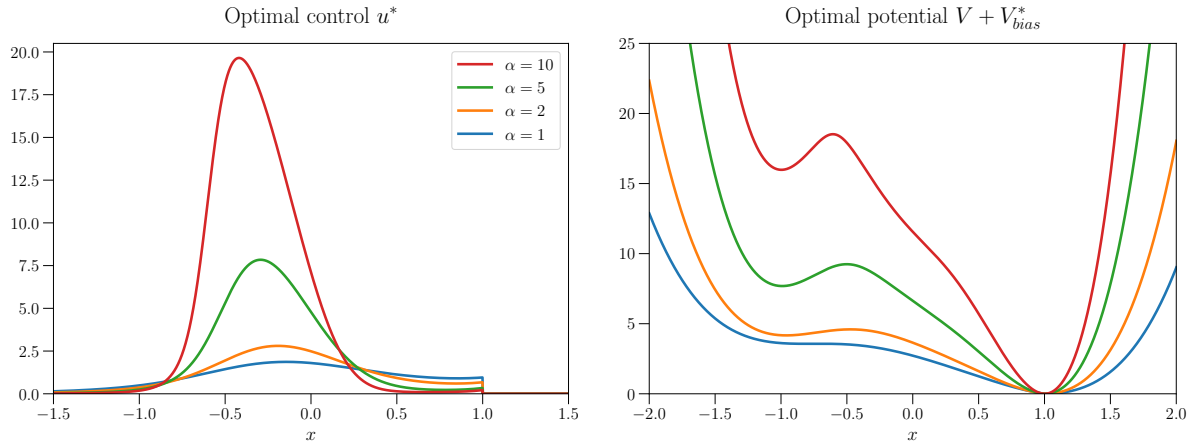 Optimal control $u^*$
20.0
17.5
15.0
12.5
10.0
7.5
5.0
2.5
0.0
−1.5 −1.0 −0.5 0.0 0.5 1.0 1.5
x
α = 10
α = 5
α = 2
α = 1
Optimal potential $V + V^*_{bias}$
25
20
15
10
5
0
−2.0 −1.5 −1.0 −0.5 0.0 0.5 1.0 1.5 2.0
x